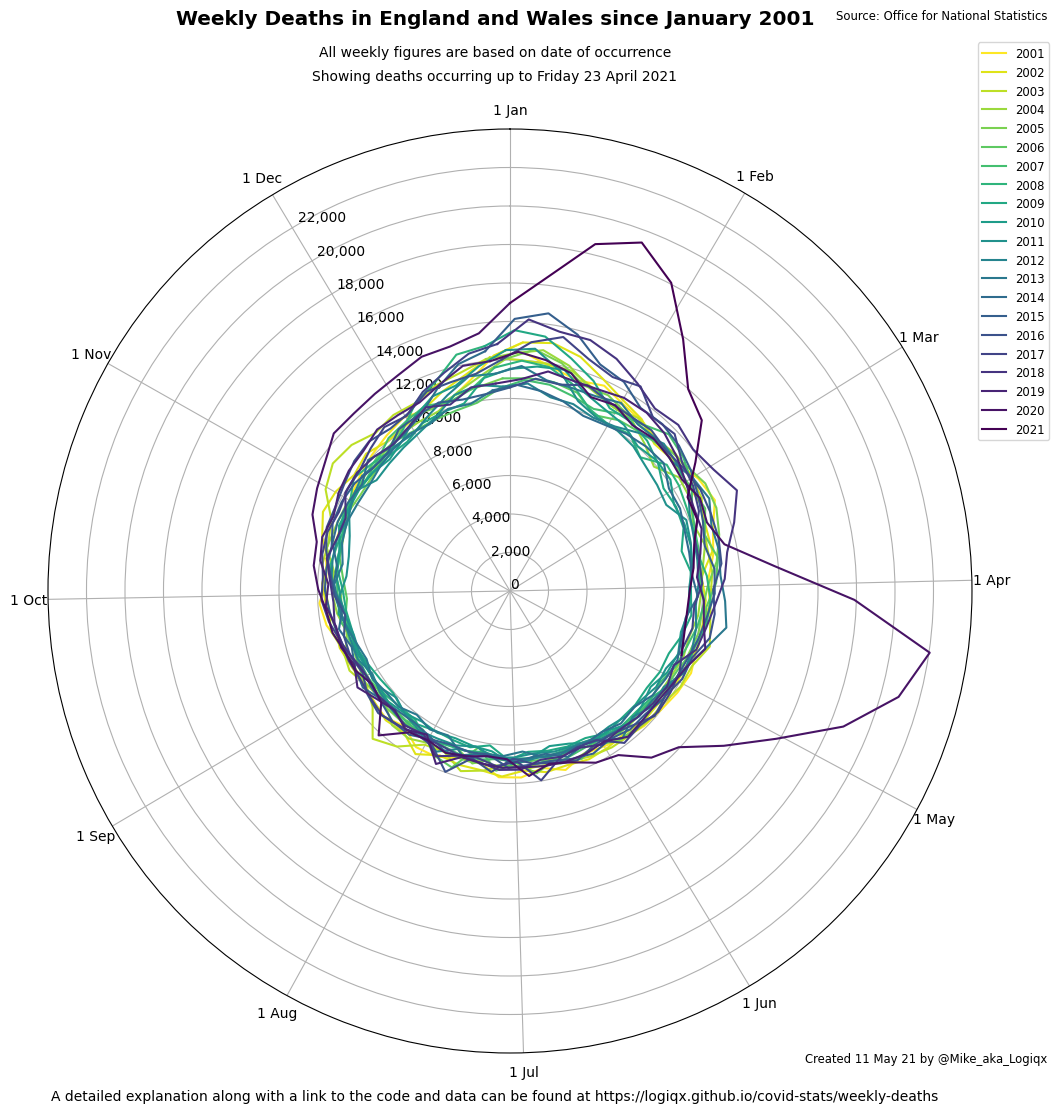 Weekly Deaths in England and Wales since January 2001
Source: Office for National Statistics
All weekly figures are based on date of occurrence
Showing deaths occurring up to Friday 23 April 2021
2001
2002
2003
2004
2005
2006
2007
2008
2009
2010
2011
2012
2013
2014
2015
2016
2017
2018
2019
2020
2021
1 Jan
1 Feb
1 Mar
1 Apr
1 May
1 Jun
1 Jul
1 Aug
1 Sep
1 Oct
1 Nov
1 Dec
22,000
20,000
18,000
16,000
14,000
12,000
10,000
8,000
6,000
4,000
2,000
0
Created 11 May 21 by @Mike_aka_Logiqx
A detailed explanation along with a link to the code and data can be found at https://logiqx.github.io/covid-stats/weekly-deaths